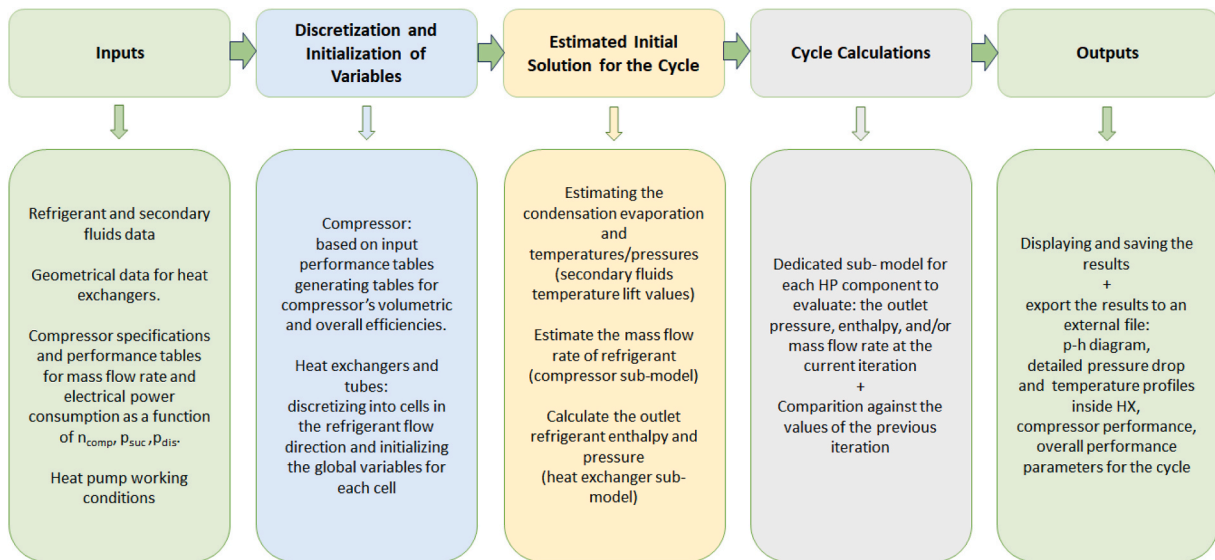 Inputs
Discretization and
Initialization of
Variables
Estimated Initial
Solution for the Cycle
Cycle Calculations
Outputs
Refrigerant and secondary
fluids data
Geometrical data for heat
exchangers.
Compressor specifications
and performance tables
for mass flow rate and
electrical power
consumption as a function
of n_comp, p_suc ,p_dis.
Heat pump working
conditions
Compressor:
based on input
performance tables
generating tables for
compressor's volumetric
and overall efficiencies.
Heat exchangers and
tubes:
discretizing into cells in
the refrigerant flow
direction and initializing
the global variables for
each cell
Estimating the
condensation evaporation
and
temperatures/pressures
(secondary fluids
temperature lift values)
Estimate the mass flow
rate of refrigerant
(compressor sub-model)
Calculate the outlet
refrigerant enthalpy and
pressure
(heat exchanger sub-
model)
Dedicated sub- model for
each HP component to
evaluate: the outlet
pressure, enthalpy, and/or
mass flow rate at the
current iteration
+
Comparition against the
values of the previous
iteration
Displaying and saving the
results
+
export the results to an
external file:
p-h diagram,
detailed pressure drop
and temperature profiles
inside HX,
compressor performance,
overall performance
parameters for the cycle